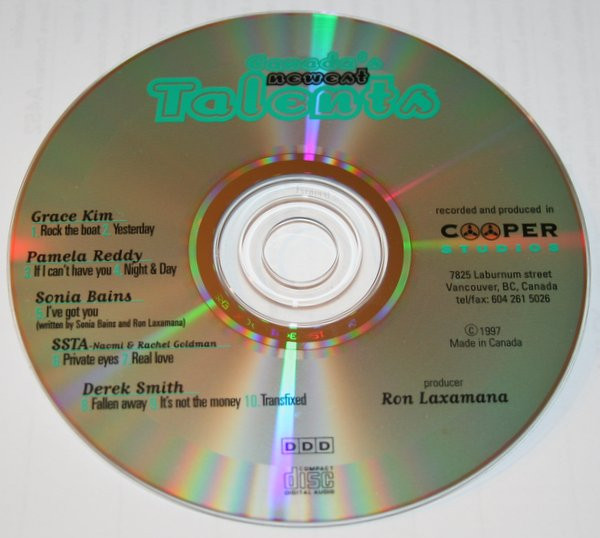 Canada's
newest
Talents
Grace Kim
1. Rock the boat 2. Yesterday
Pamela Reddy
3. If I can't have you 4. Night & Day
Sonia Bains
5. I've got you
(written by Sonia Bains and Ron Laxamana)
SSTA-Naomi & Rachel Goldman
6. Private eyes 7. Real love
Derek Smith
8. Fallen away 9. It's not the money 10. Transfixed
recorded and produced in
COOPER
STUDIOS
7825 Laburnum street
Vancouver, BC, Canada
tel/fax: 604 261 5026
©1997
Made in Canada
producer
Ron Laxamana
DDD
COMPACT
disc
DIGITAL AUDIO